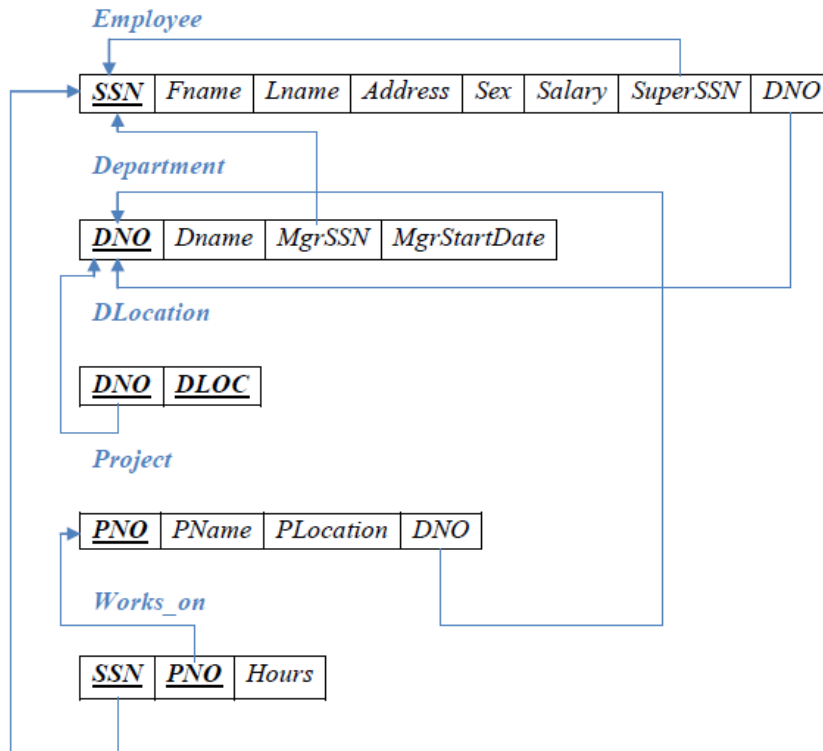 Employee
SSN Fname Lname Address Sex Salary SuperSSN DNO
Department
DNO Dname MgrSSN MgrStartDate
DLocation
DNO DLOC
Project
PNO PName PLocation DNO
Works_on
SSN PNO Hours